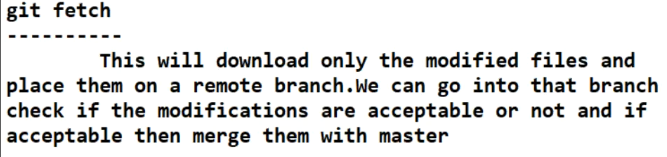 git fetch
----------
This will download only the modified files and
place them on a remote branch.We can go into that branch
check if the modifications are acceptable or not and if
acceptable then merge them with master